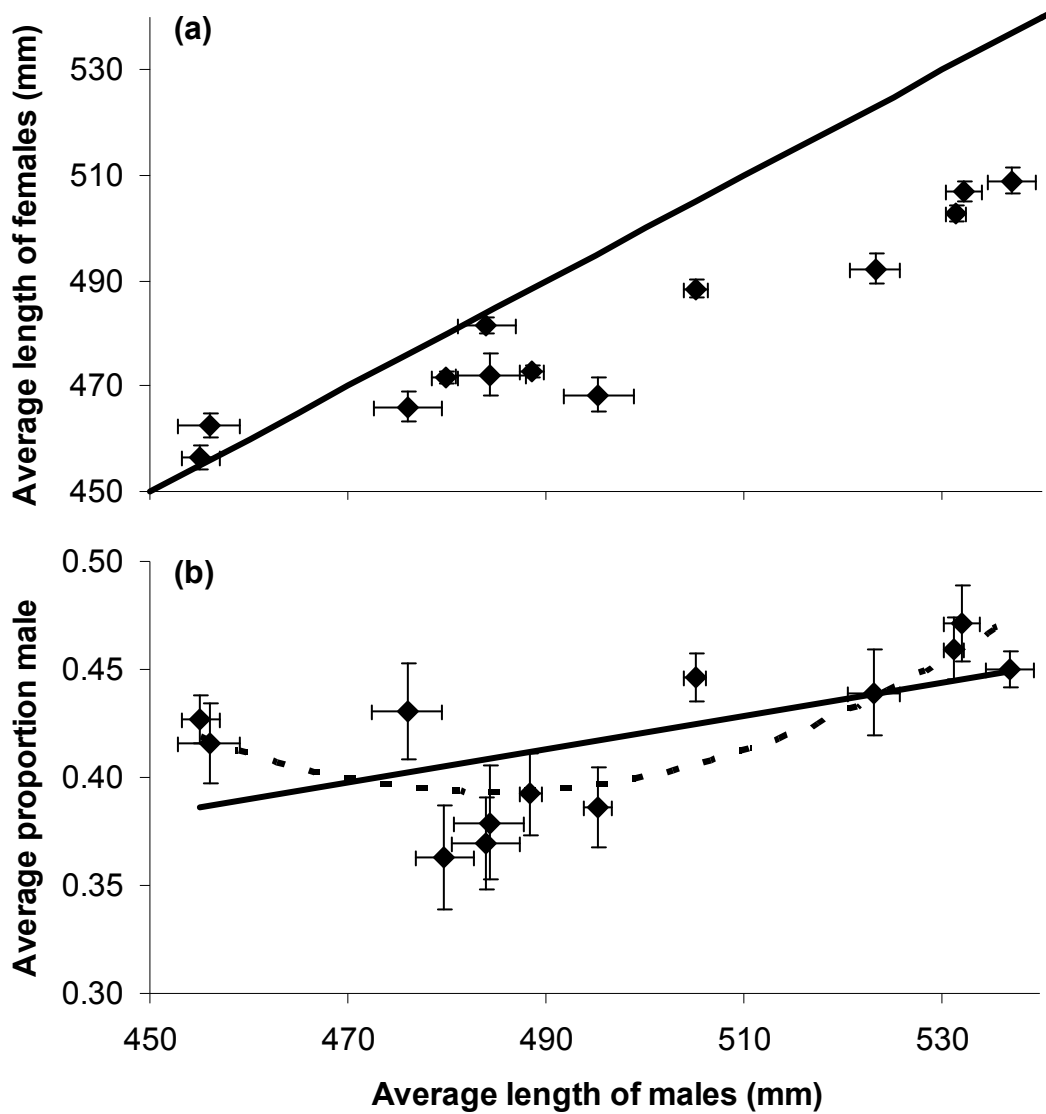 (a)
Average length of females (mm)
530
510
490
470
450
(b)
Average proportion male
0.50
0.45
0.40
0.35
0.30
450 470 490 510 530
Average length of males (mm)